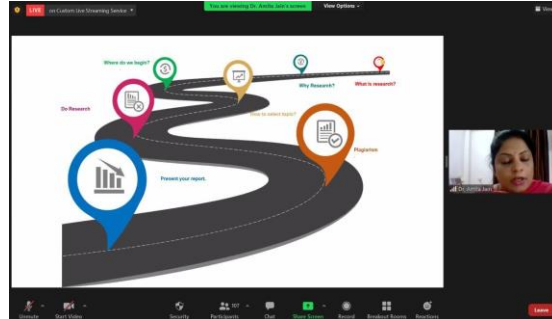 LIVE on Custom Live Streaming Service
You are viewing Dr. Amita Jain's screen
View Options
View
Where do we begin?
Why Research?
What is research?
Do Research
How to select topic?
Plagiarism
Present your report.
Dr. Amita Jain
Unmute
Start Video
Security
Participants
107
Chat
Share Screen
Record
Breakout Rooms
Reactions
Leave